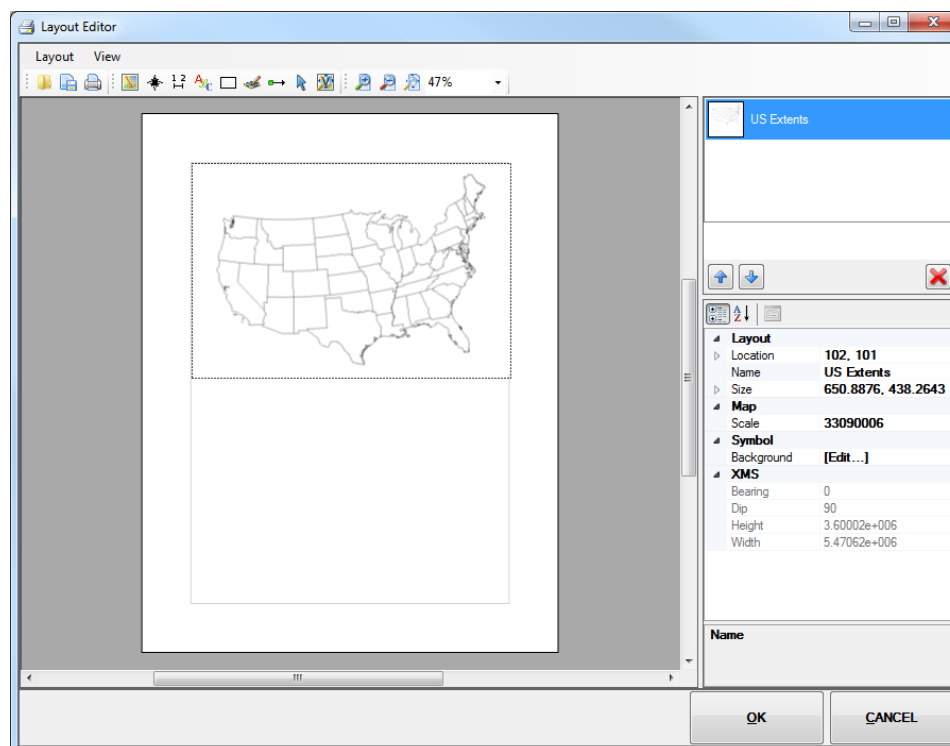 Layout Editor
Layout View
47%
US Extents
Layout
Location 102, 101
Name US Extents
Size 650.8876, 438.2643
Map
Scale 33090006
Symbol
Background [Edit...]
XMS
Bearing 0
Dip 90
Height 3.60002e+006
Width 5.47062e+006
Name
OK CANCEL